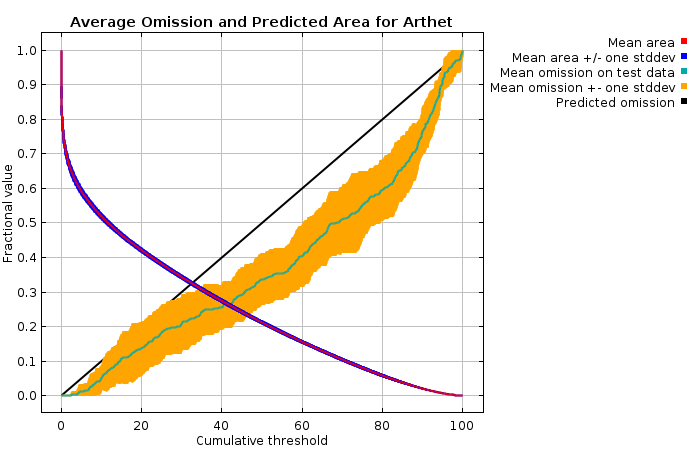 Average Omission and Predicted Area for Arthet
Mean area
Mean area +/- one stddev
Mean omission on test data
Mean omission +- one stddev
Predicted omission
Fractional value
1.0
0.9
0.8
0.7
0.6
0.5
0.4
0.3
0.2
0.1
0.0
0 20 40 60 80 100
Cumulative threshold